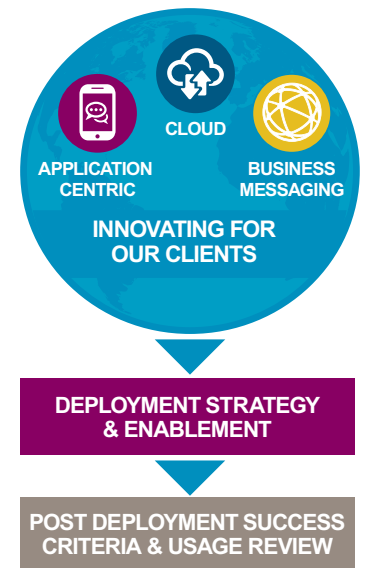 CLOUD
APPLICATION
CENTRIC
BUSINESS
MESSAGING
INNOVATING FOR
OUR CLIENTS
DEPLOYMENT STRATEGY
& ENABLEMENT
POST DEPLOYMENT SUCCESS
CRITERIA & USAGE REVIEW